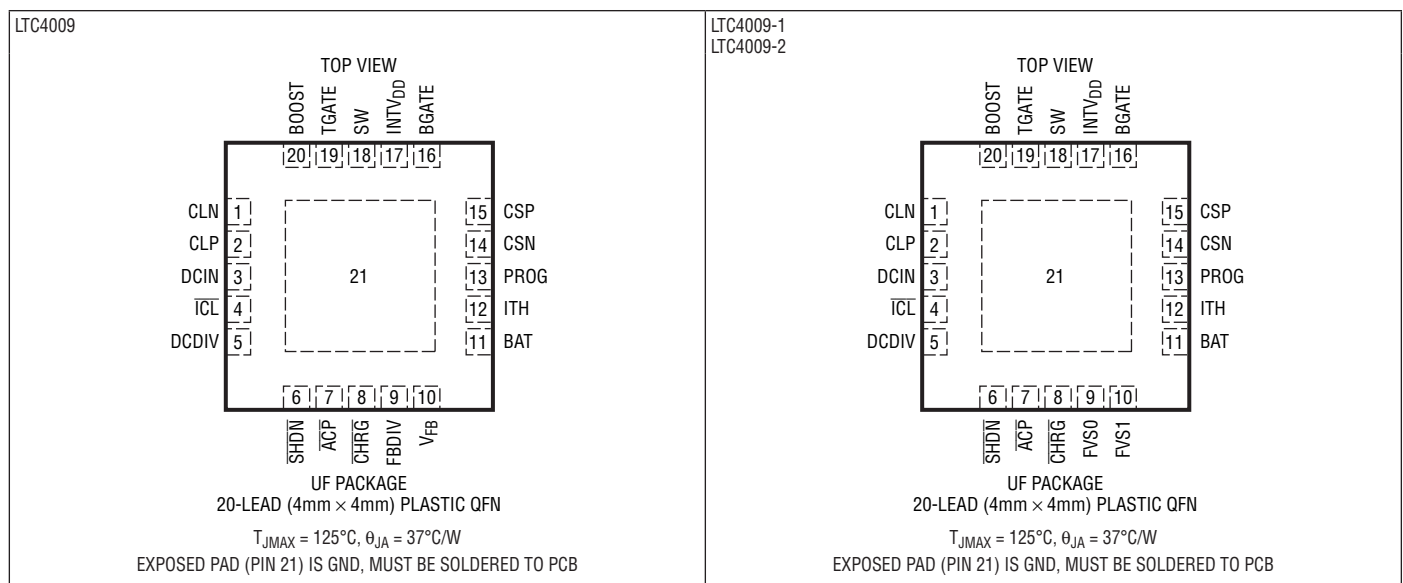 LTC4009
TOP VIEW
BOOST
TGATE
SW
INTVDD
BGATE
20 19 18 17 16
CLN 1
CLP 2
DCIN 3
ICL 4
DCDIV 5
21
15 CSP
14 CSN
13 PROG
12 ITH
11 BAT
6 7 8 9 10
SHDN
ACP
CHRG
FBDIV
VFB
UF PACKAGE
20-LEAD (4mm × 4mm) PLASTIC QFN
TJMAX = 125°C, θJA = 37°C/W
EXPOSED PAD (PIN 21) IS GND, MUST BE SOLDERED TO PCB
LTC4009-1
LTC4009-2
TOP VIEW
BOOST
TGATE
SW
INTVDD
BGATE
20 19 18 17 16
CLN 1
CLP 2
DCIN 3
ICL 4
DCDIV 5
21
15 CSP
14 CSN
13 PROG
12 ITH
11 BAT
6 7 8 9 10
SHDN
ACP
CHRG
FVS0
FVS1
UF PACKAGE
20-LEAD (4mm × 4mm) PLASTIC QFN
TJMAX = 125°C, θJA = 37°C/W
EXPOSED PAD (PIN 21) IS GND, MUST BE SOLDERED TO PCB